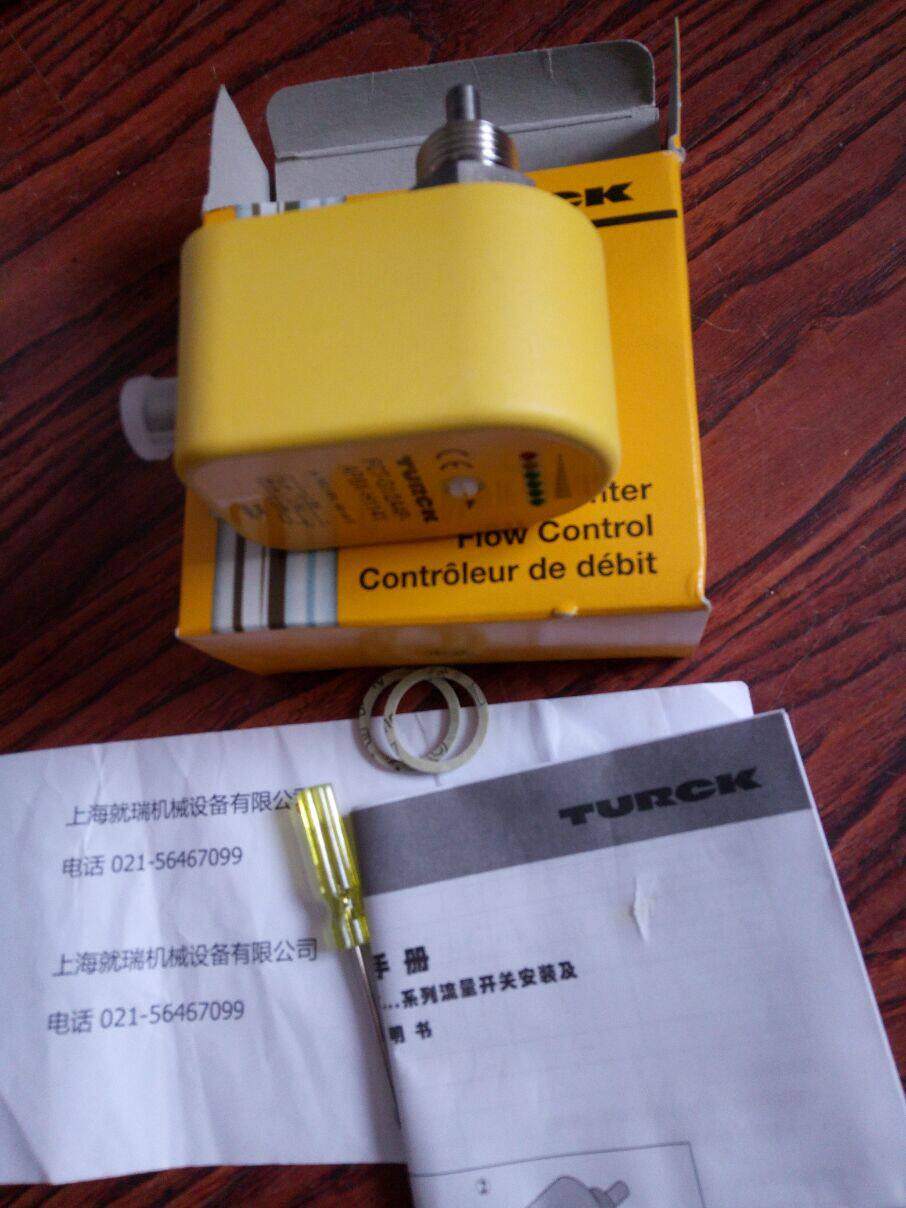 TURCK
CE
TURCK
Flow Control
Contrôleur de débit
上海就瑞机械设备有限公司
电话 021-56467099
上海就瑞机械设备有限公司
电话 021-56467099
TURCK
手 册
...系列流量开关安装及
明 书
2